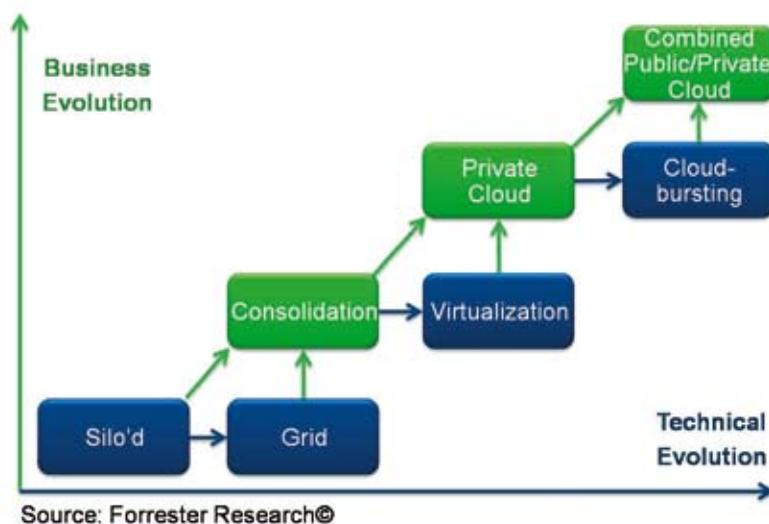 Business
Evolution
Combined
Public/Private
Cloud
Private
Cloud
Cloud-
bursting
Consolidation
Virtualization
Silo'd
Grid
Technical
Evolution
Source: Forrester Research©